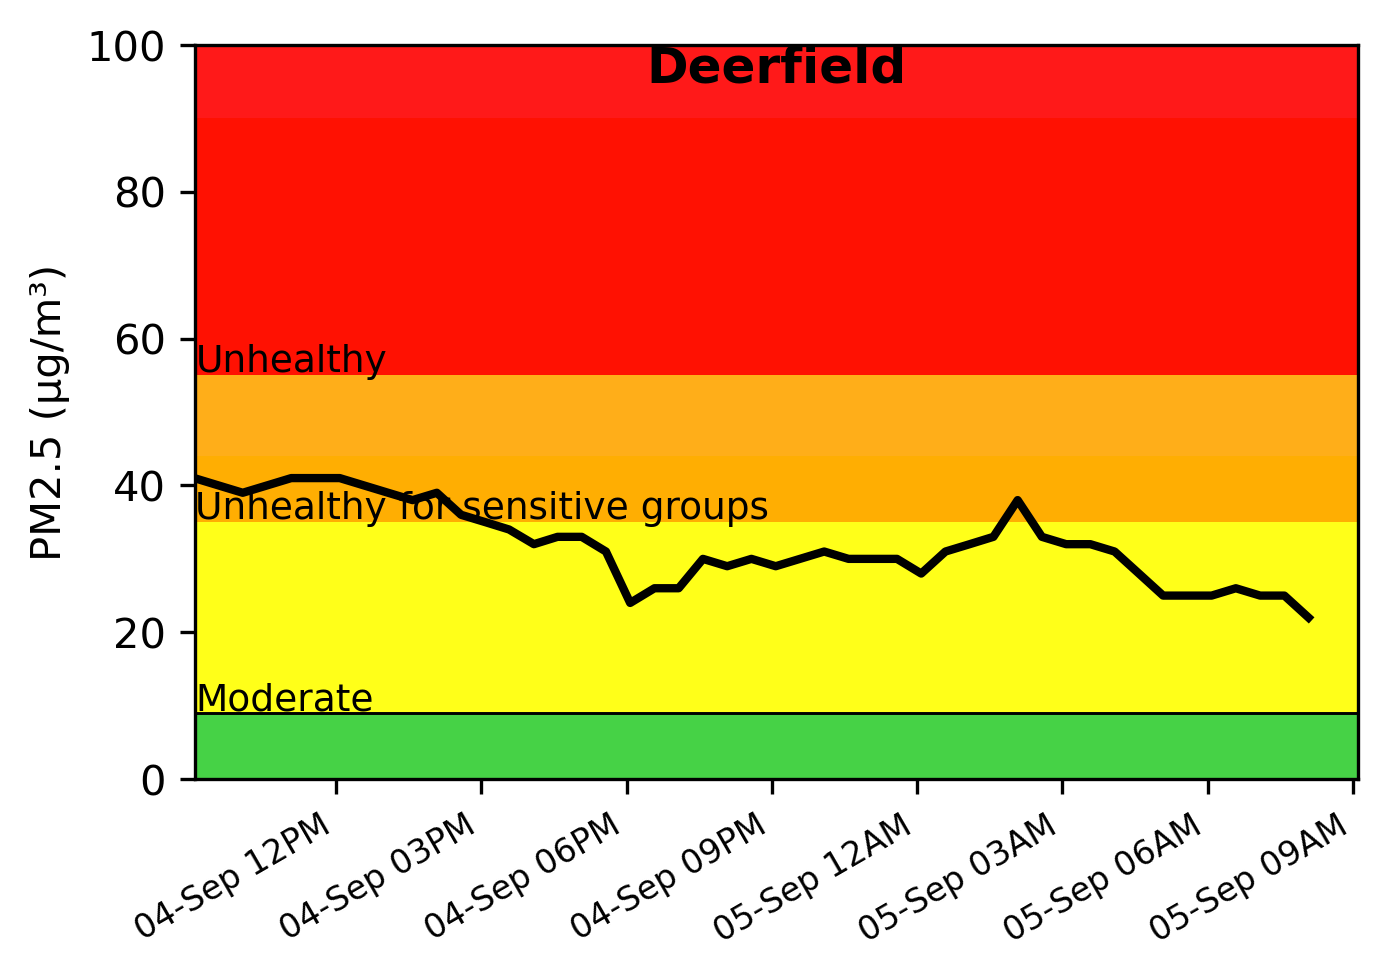 Deerfield
PM2.5 (µg/m³)
100
80
60
40
20
0
Unhealthy
Unhealthy for sensitive groups
Moderate
04-Sep 12PM
04-Sep 03PM
04-Sep 06PM
04-Sep 09PM
05-Sep 12AM
05-Sep 03AM
05-Sep 06AM
05-Sep 09AM